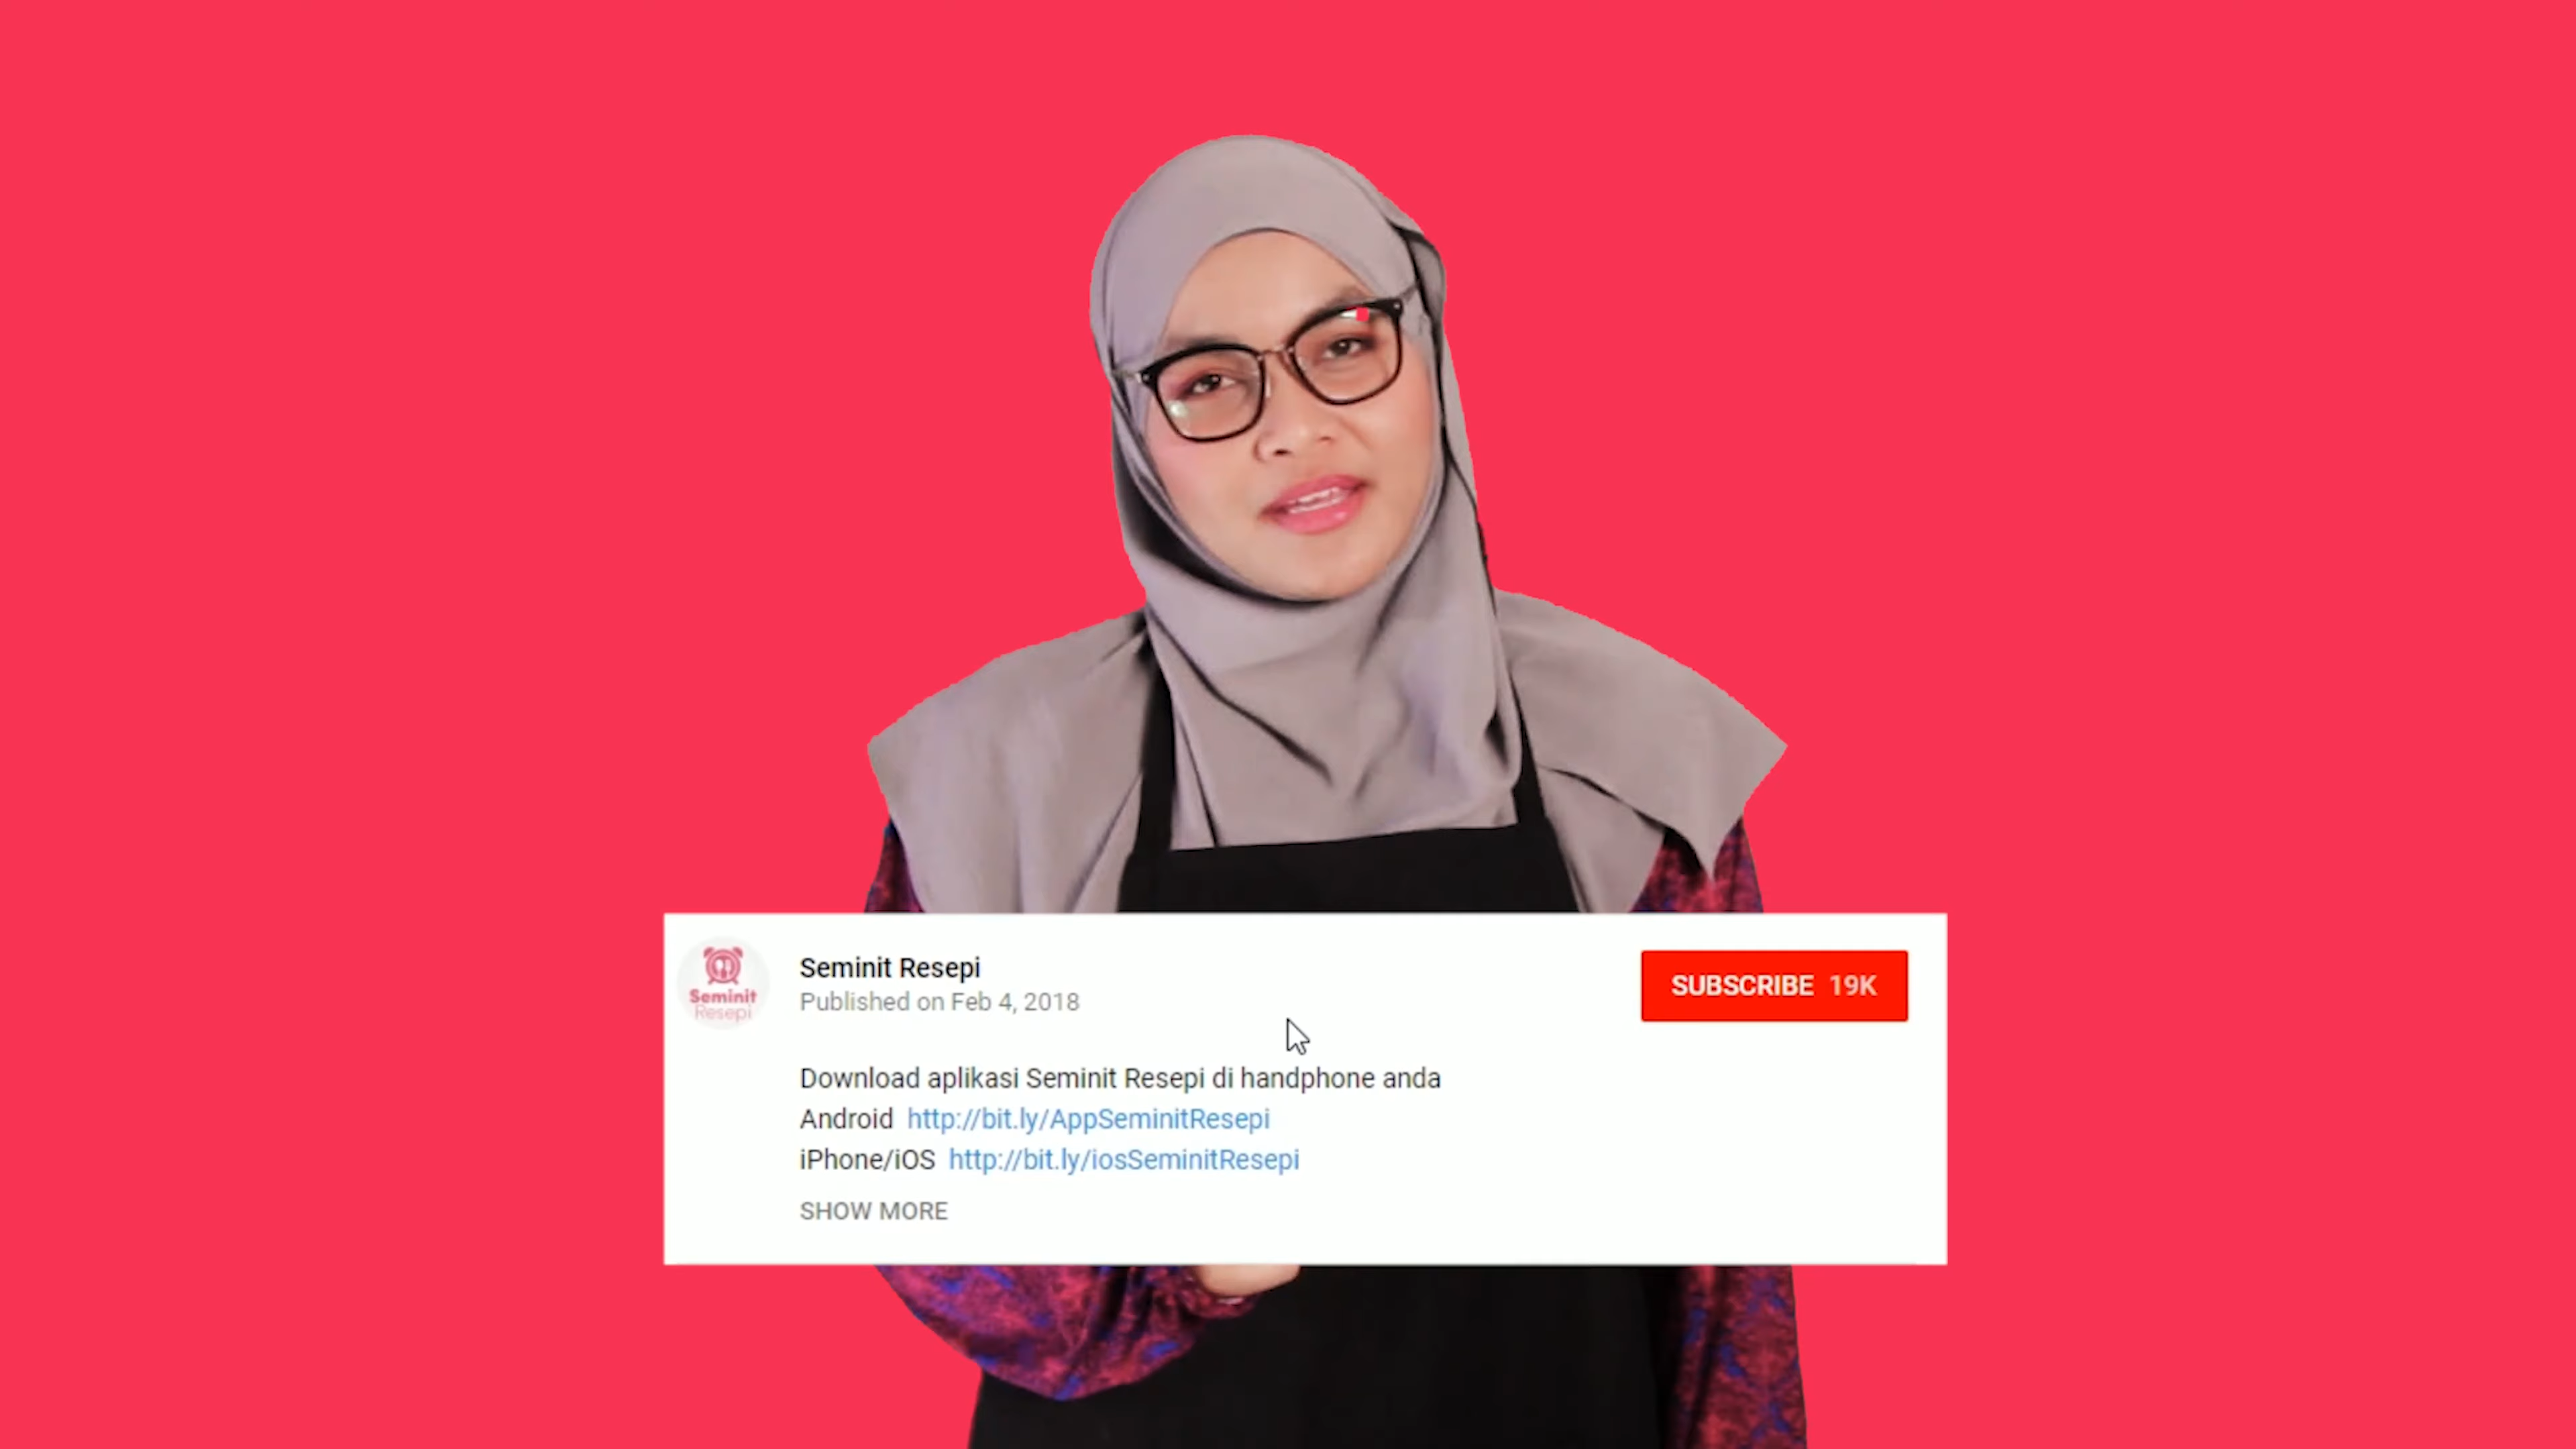 Seminit
Resepi
Seminit Resepi
Published on Feb 4, 2018
SUBSCRIBE 19K
Download aplikasi Seminit Resepi di handphone anda
Android http://bit.ly/AppSeminitResepi
iPhone/iOS http://bit.ly/iosSeminitResepi
SHOW MORE